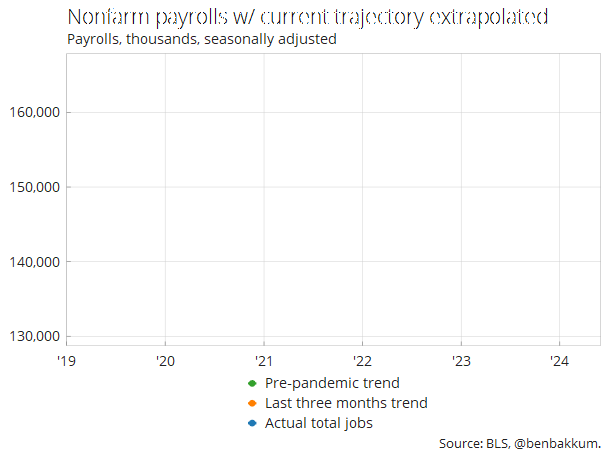 Nonfarm payrolls w/ current trajectory extrapolated
Payrolls, thousands, seasonally adjusted
160,000
150,000
140,000
130,000
'19 '20 '21 '22 '23 '24
Pre-pandemic trend
Last three months trend
Actual total jobs
Source: BLS, @benbakkum.